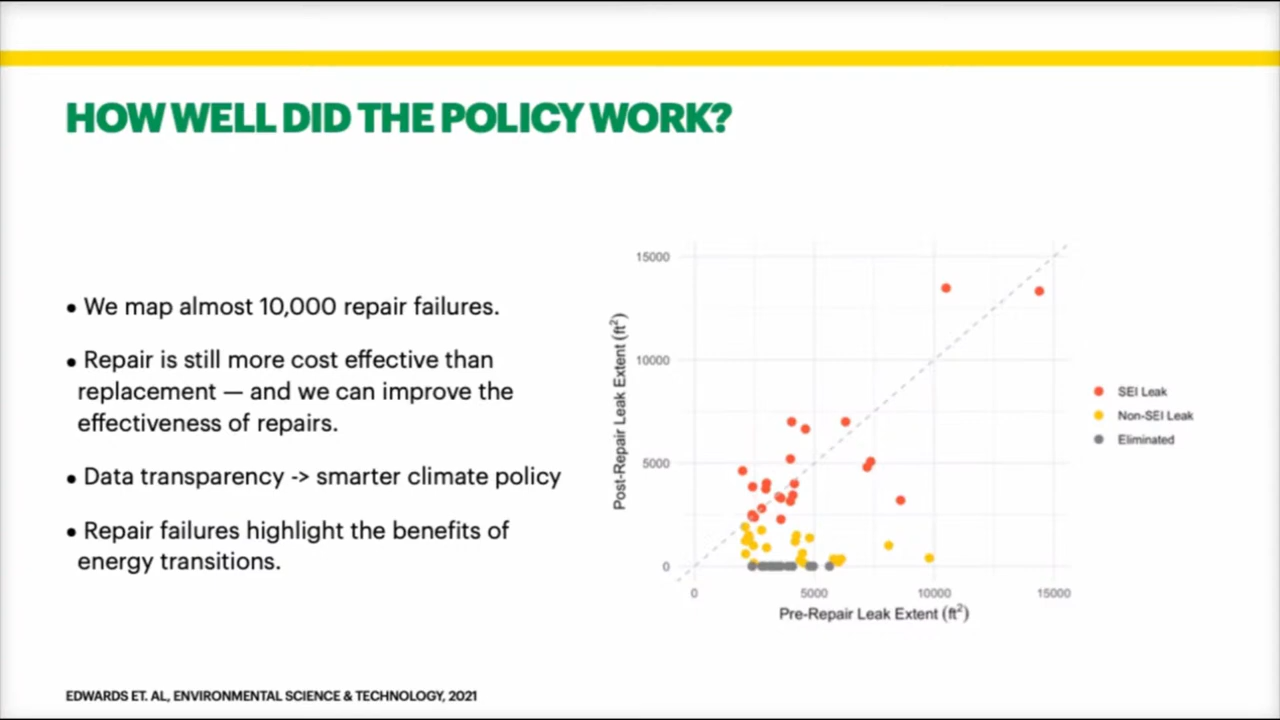 HOW WELL DID THE POLICY WORK?
• We map almost 10,000 repair failures.
• Repair is still more cost effective than
replacement — and we can improve the
effectiveness of repairs.
• Data transparency -> smarter climate policy
• Repair failures highlight the benefits of
energy transitions.
Post-Repair Leak Extent (ft²)
15000
10000
5000
0
0 5000 10000 15000
Pre-Repair Leak Extent (ft²)
SEI Leak
Non-SEI Leak
Eliminated
EDWARDS ET. AL, ENVIRONMENTAL SCIENCE & TECHNOLOGY, 2021